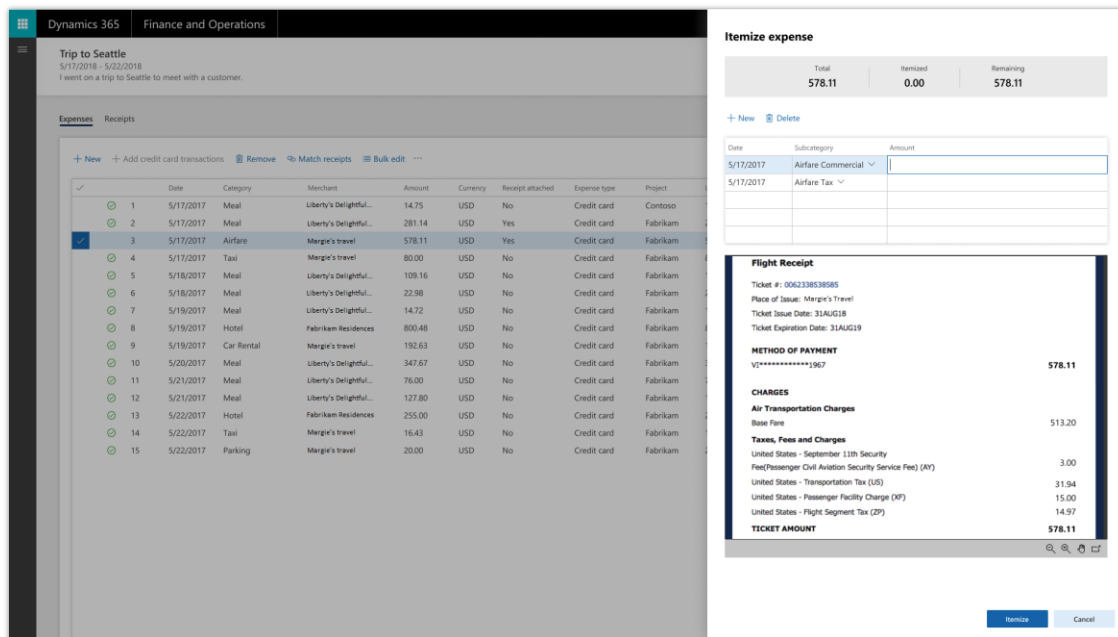 Dynamics 365 Finance and Operations
Trip to Seattle
5/17/2018 - 5/22/2018
I went on a trip to Seattle to meet with a customer.
Expenses Receipts
+ New + Add credit card transactions Remove Match receipts Bulk edit ...
Date Category Merchant Amount Currency Receipt attached Expense type Project
1 5/17/2017 Meal Liberty's Delightful... 14.75 USD No Credit card Contoso
2 5/17/2017 Meal Liberty's Delightful... 281.14 USD Yes Credit card Fabrikam
3 5/17/2017 Airfare Margie's travel 578.11 USD Yes Credit card Fabrikam
4 5/17/2017 Taxi Margie's travel 80.00 USD No Credit card Fabrikam
5 5/18/2017 Meal Liberty's Delightful... 109.16 USD No Credit card Fabrikam
6 5/18/2017 Meal Liberty's Delightful... 22.98 USD No Credit card Fabrikam
7 5/19/2017 Meal Liberty's Delightful... 14.72 USD No Credit card Fabrikam
8 5/19/2017 Hotel Fabrikam Residences 800.48 USD No Credit card Fabrikam
9 5/19/2017 Car Rental Margie's travel 192.63 USD No Credit card Fabrikam
10 5/20/2017 Meal Liberty's Delightful... 347.67 USD No Credit card Fabrikam
11 5/21/2017 Meal Liberty's Delightful... 76.00 USD No Credit card Fabrikam
12 5/21/2017 Meal Liberty's Delightful... 127.80 USD No Credit card Fabrikam
13 5/22/2017 Hotel Fabrikam Residences 255.00 USD No Credit card Fabrikam
14 5/22/2017 Taxi Margie's travel 16.43 USD No Credit card Fabrikam
15 5/22/2017 Parking Margie's travel 20.00 USD No Credit card Fabrikam
Itemize expense
Total Itemized Remaining
578.11 0.00 578.11
+ New Delete
Date Subcategory Amount
5/17/2017 Airfare Commercial
5/17/2017 Airfare Tax
Flight Receipt
Ticket #: 0062338538585
Place of Issue: Margie's Travel
Ticket Issue Date: 31AUG18
Ticket Expiration Date: 31AUG19
METHOD OF PAYMENT
VI************1967 578.11
CHARGES
Air Transportation Charges
Base Fare 513.20
Taxes, Fees and Charges
United States - September 11th Security
Fee(Passenger Civil Aviation Security Service Fee) (AY) 3.00
United States - Transportation Tax (US) 31.94
United States - Passenger Facility Charge (XF) 15.00
United States - Flight Segment Tax (ZP) 14.97
TICKET AMOUNT 578.11
Itemize Cancel